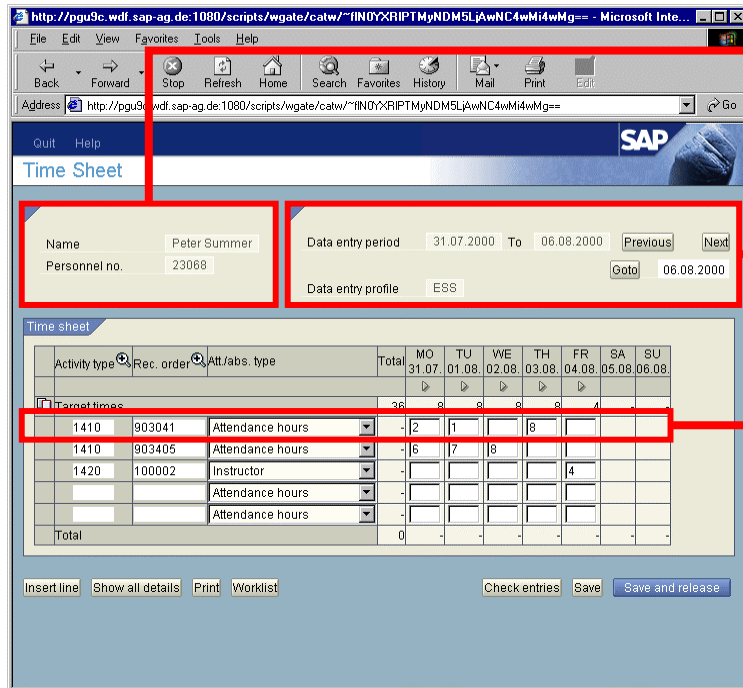 http://pgu9c.wdf.sap-ag.de:1080/scripts/wgate/catw/~flN0YXRlPTMyNDM5LjAwNC4wMi4wMg== - Microsoft Inte...
File Edit View Favorites Tools Help
Back Forward Stop Refresh Home Search Favorites History Mail Print Edit
Address http://pgu9c.wdf.sap-ag.de:1080/scripts/wgate/catw/~flN0YXRlPTMyNDM5LjAwNC4wMi4wMg== Go
Quit Help SAP
Time Sheet
Name Peter Summer Data entry period 31.07.2000 To 06.08.2000 Previous Next
Personnel no. 23068 Goto 06.08.2000
Data entry profile ESS
Time sheet
Activity type Rec. order Att./abs. type Total MO TU WE TH FR SA SU
31.07. 01.08. 02.08. 03.08. 04.08. 05.08. 06.08.
Target times 36 8 8 8 8 4 - -
1410 903041 Attendance hours - 2 1 8
1410 903405 Attendance hours - 6 7 8
1420 100002 Instructor - 4
Attendance hours -
Attendance hours -
Total 0 - - - - - - -
Insert line Show all details Print Worklist Check entries Save Save and release